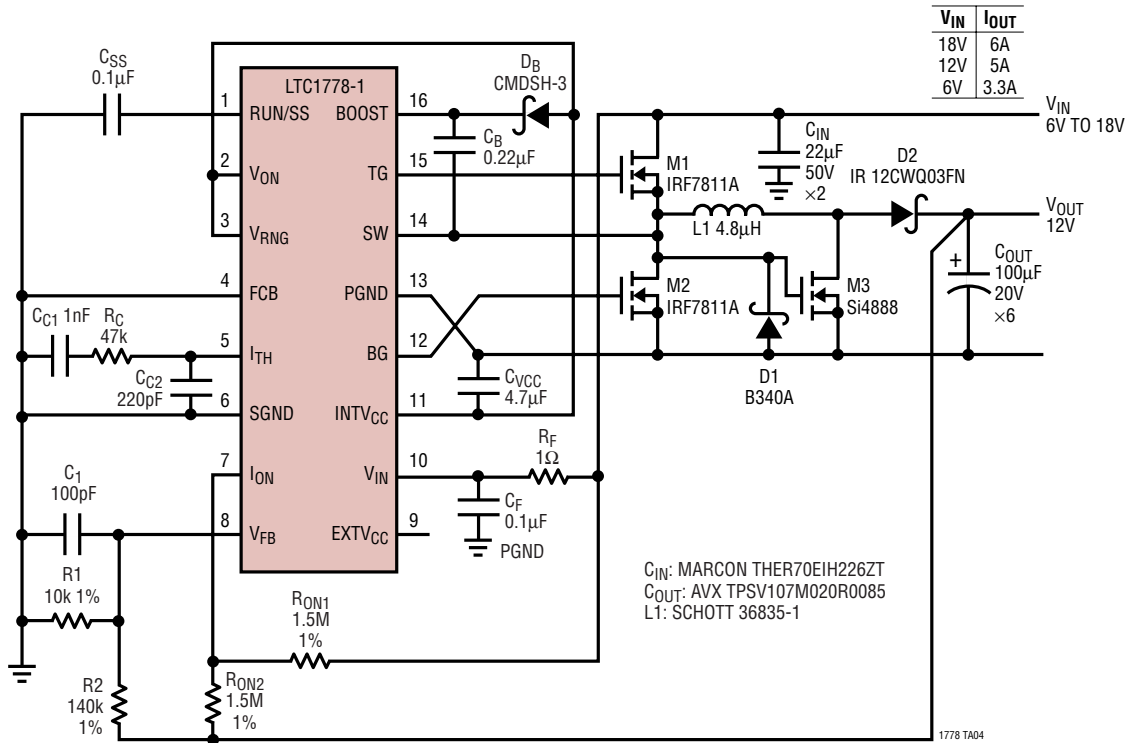 VIN IOUT
18V 6A
12V 5A
6V 3.3A
CSS
0.1µF
LTC1778-1
DB
CMDSH-3
1 RUN/SS BOOST 16
2 VON TG 15
3 VRNG SW 14
4 FCB PGND 13
5 ITH BG 12
6 SGND INTVCC 11
7 ION VIN 10
8 VFB EXTVCC 9
CB
0.22µF
M1
IRF7811A
CIN
22µF
50V
×2
VIN
6V TO 18V
D2
IR 12CWQ03FN
L1 4.8µH
VOUT
12V
+
COUT
100µF
20V
×6
M2
IRF7811A
M3
Si4888
D1
B340A
CC1 1nF
RC
47k
CC2
220pF
CVCC
4.7µF
RF
1Ω
CF
0.1µF
PGND
C1
100pF
R1
10k 1%
RON1
1.5M
1%
R2
140k
1%
RON2
1.5M
1%
CIN: MARCON THER70EIH226ZT
COUT: AVX TPSV107M020R0085
L1: SCHOTT 36835-1
1778 TA04